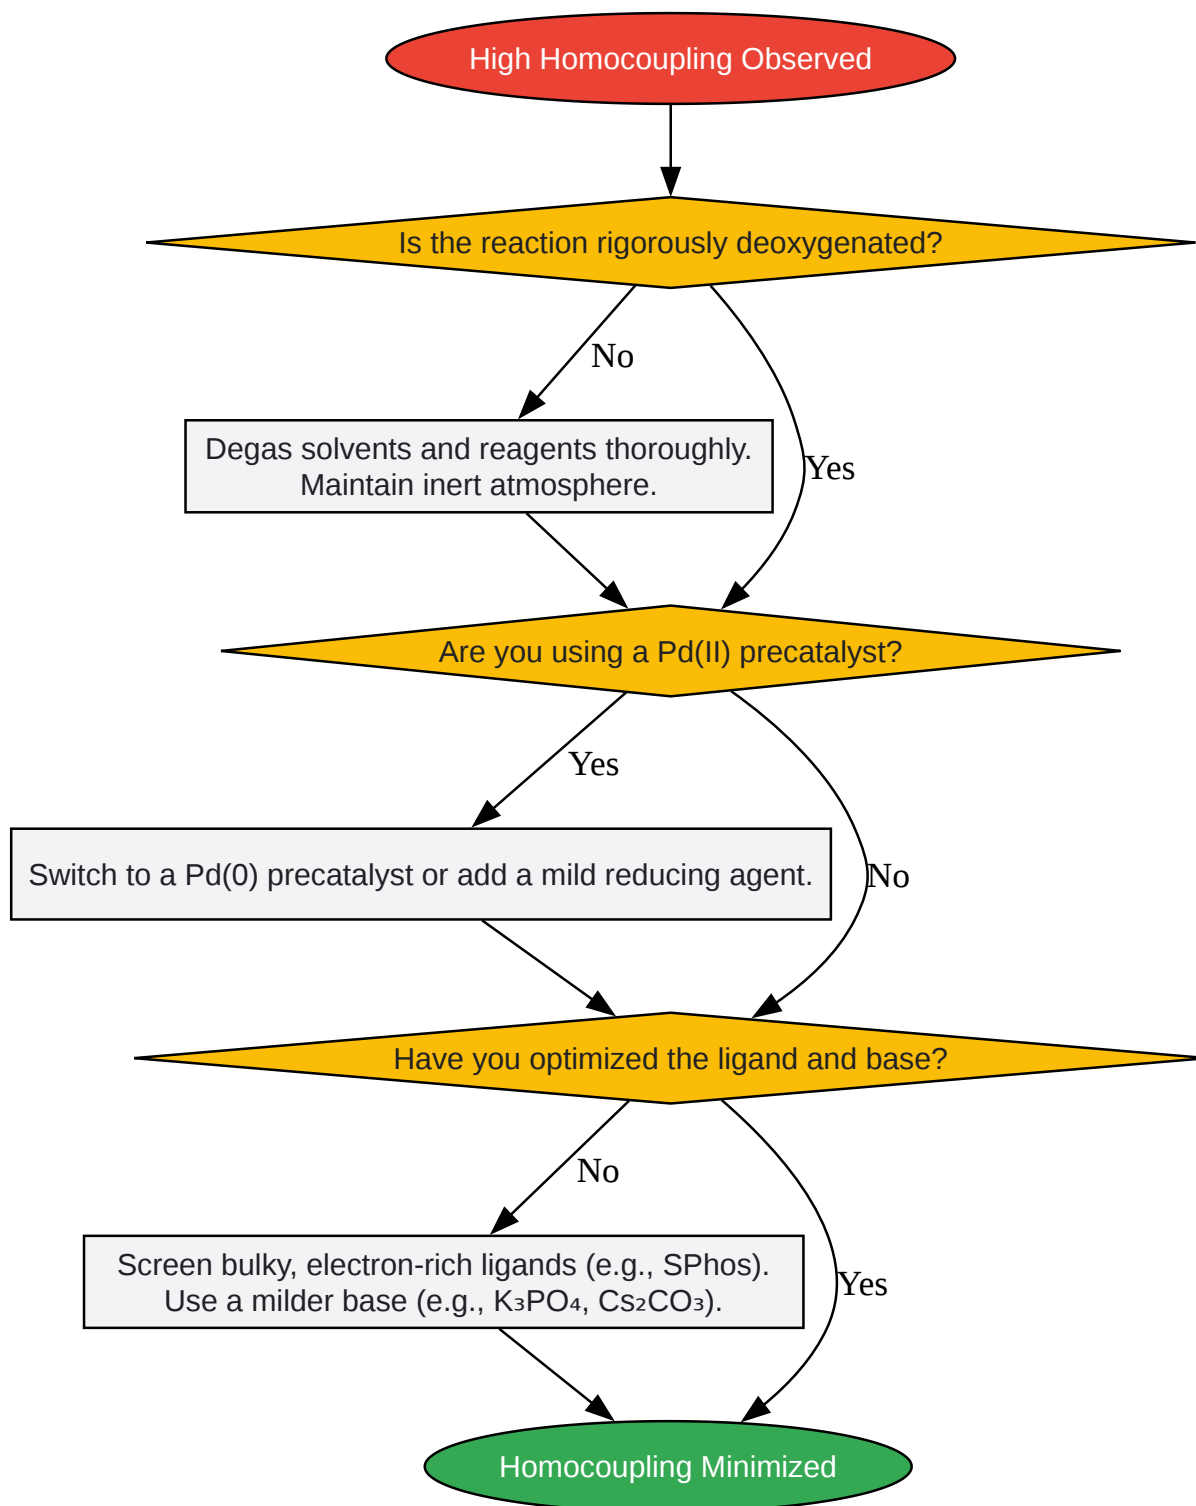 High Homocoupling Observed
Is the reaction rigorously deoxygenated?
No
Degas solvents and reagents thoroughly.
Maintain inert atmosphere.
Yes
Are you using a Pd(II) precatalyst?
Yes
Switch to a Pd(0) precatalyst or add a mild reducing agent.
No
Have you optimized the ligand and base?
No
Screen bulky, electron-rich ligands (e.g., SPhos).
Use a milder base (e.g., K₃PO₄, Cs₂CO₃).
Yes
Homocoupling Minimized